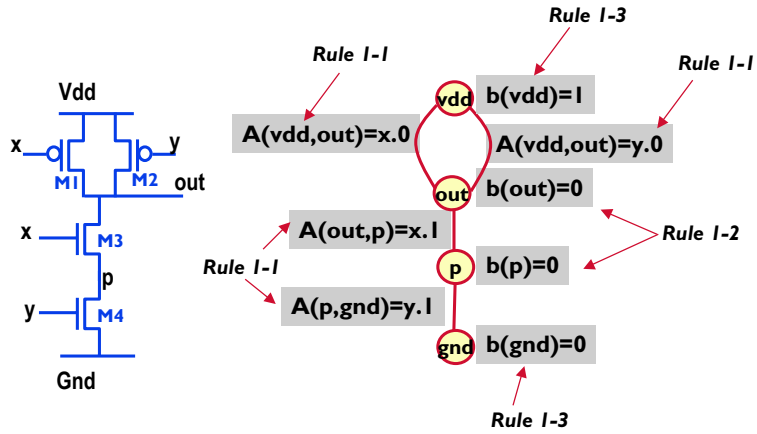 Vdd
x
y
M1
M2
out
x
M3
p
y
M4
Gnd
Rule 1-3
Rule 1-1
Rule 1-1
vdd
b(vdd)=1
A(vdd,out)=x.0
A(vdd,out)=y.0
out
b(out)=0
A(out,p)=x.1
Rule 1-2
Rule 1-1
p
b(p)=0
A(p,gnd)=y.1
gnd
b(gnd)=0
Rule 1-3